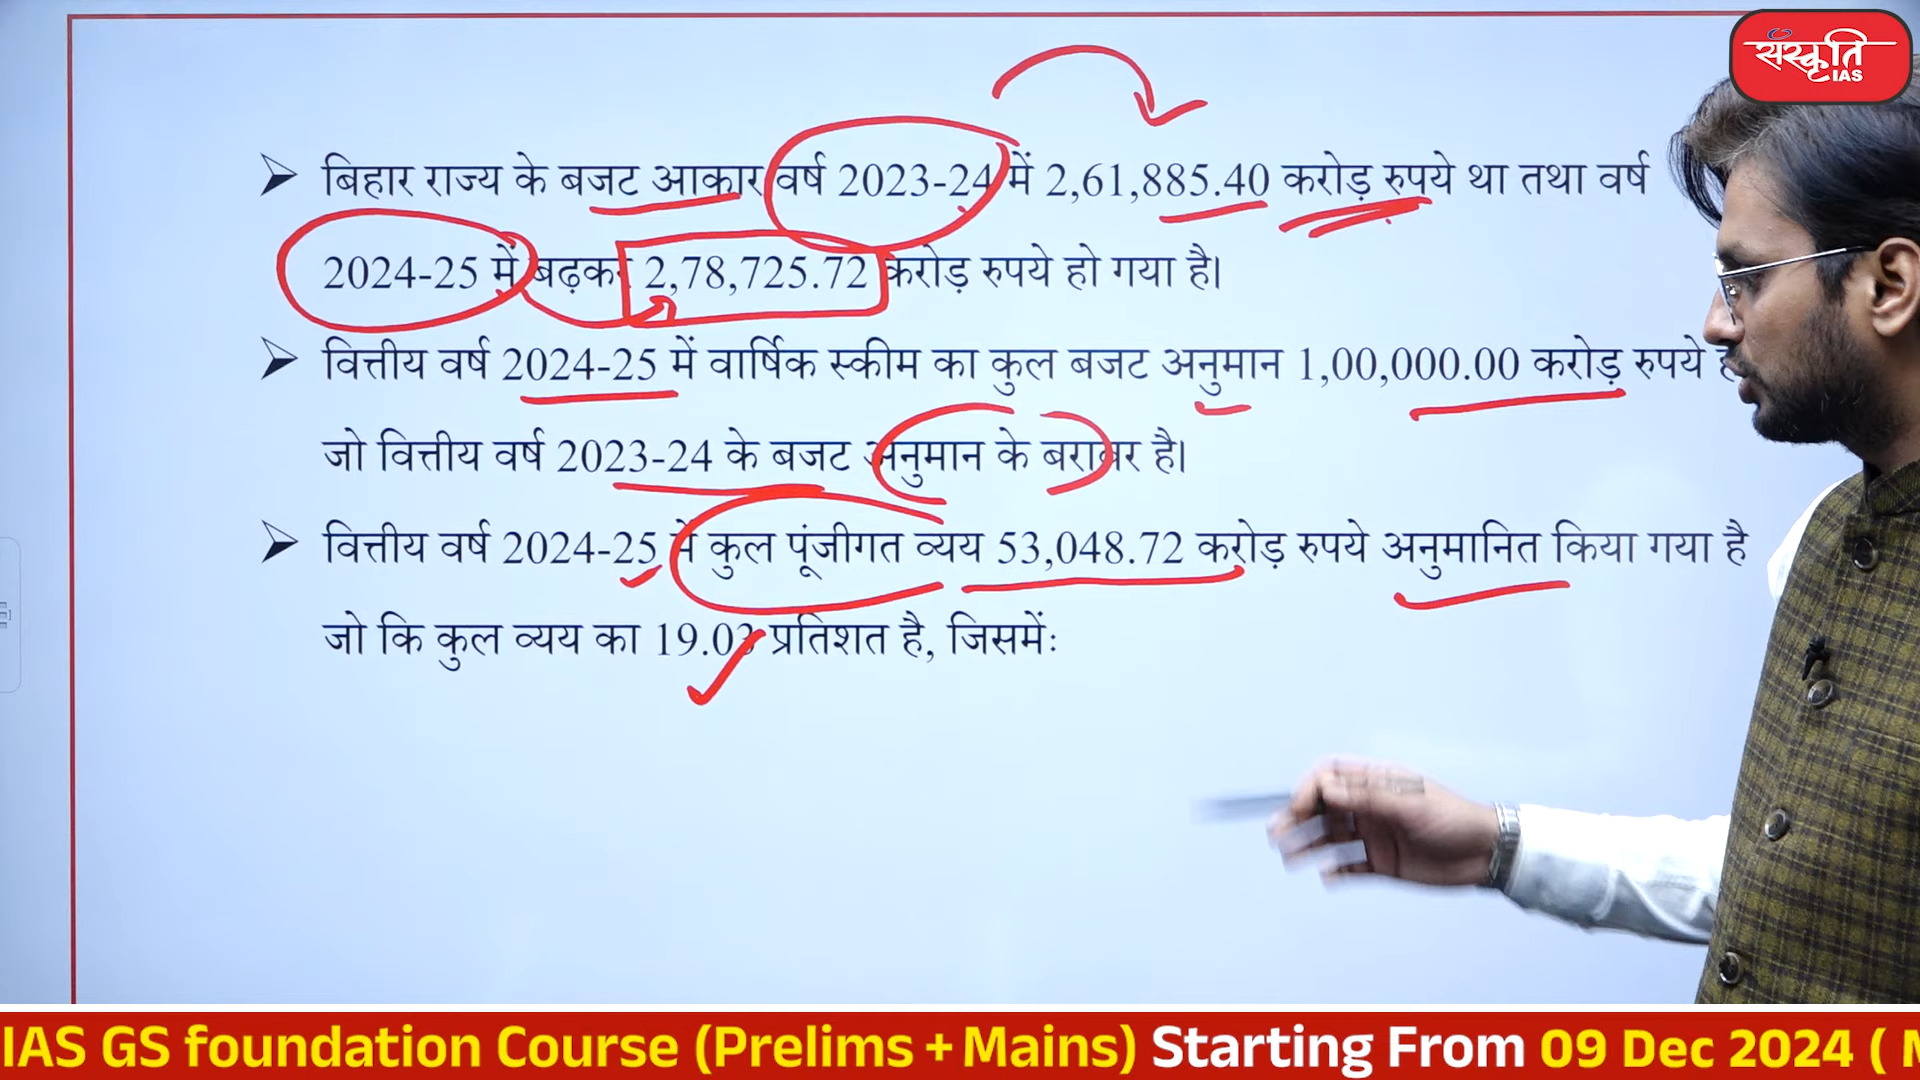 संस्कृति
IAS
बिहार राज्य के बजट आकार वर्ष 2023-24 में 2,61,885.40 करोड़ रुपये था तथा वर्ष
2024-25 में बढ़कर 2,78,725.72 करोड़ रुपये हो गया है।
वित्तीय वर्ष 2024-25 में वार्षिक स्कीम का कुल बजट अनुमान 1,00,000.00 करोड़ रुपये
जो वित्तीय वर्ष 2023-24 के बजट अनुमान के बराबर है।
वित्तीय वर्ष 2024-25 में कुल पूंजीगत व्यय 53,048.72 करोड़ रुपये अनुमानित किया गया है
जो कि कुल व्यय का 19.03 प्रतिशत है, जिसमें:
IAS GS foundation Course (Prelims + Mains) Starting From 09 Dec 2024 (